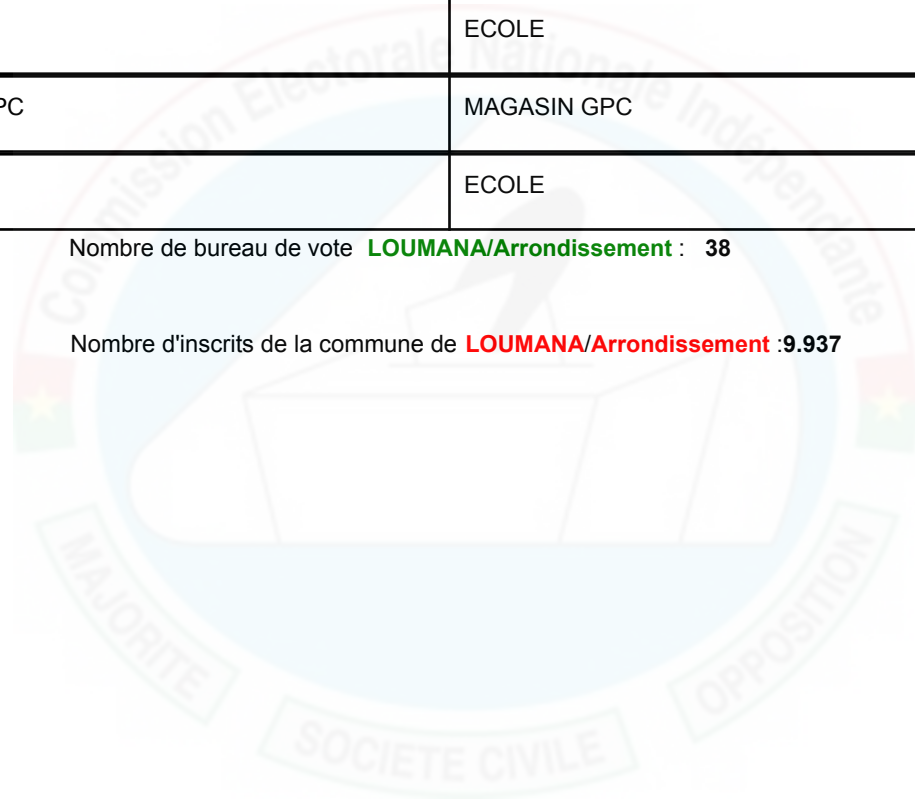 ECOLE
PC MAGASIN GPC
ECOLE
Nombre de bureau de vote LOUMANA/Arrondissement : 38
Nombre d'inscrits de la commune de LOUMANA/Arrondissement :9.937
Commission Electorale Nationale Indépendante
MAJORITE
SOCIETE CIVILE
OPPOSITION